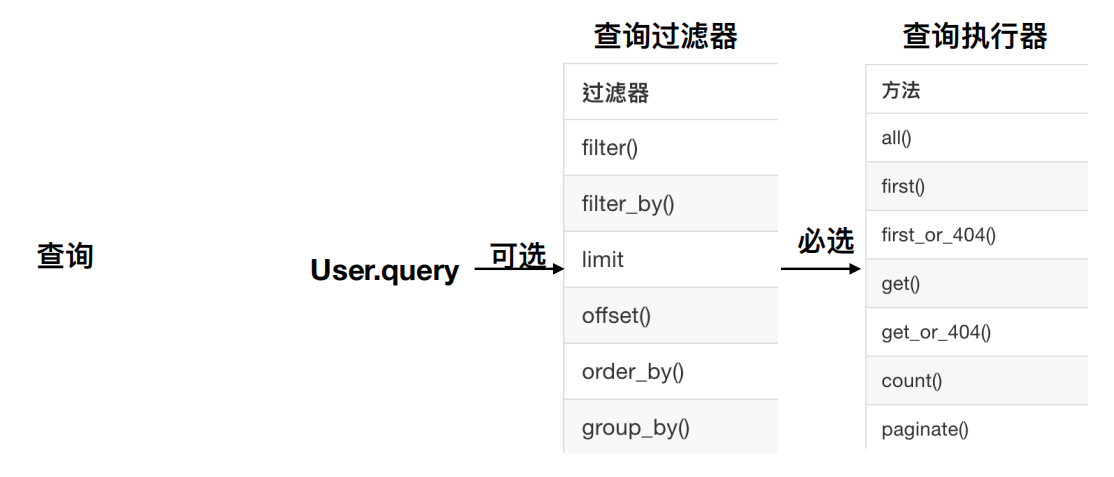 查询
User.query
可选
查询过滤器
过滤器
filter()
filter_by()
limit
offset()
order_by()
group_by()
必选
查询执行器
方法
all()
first()
first_or_404()
get()
get_or_404()
count()
paginate()